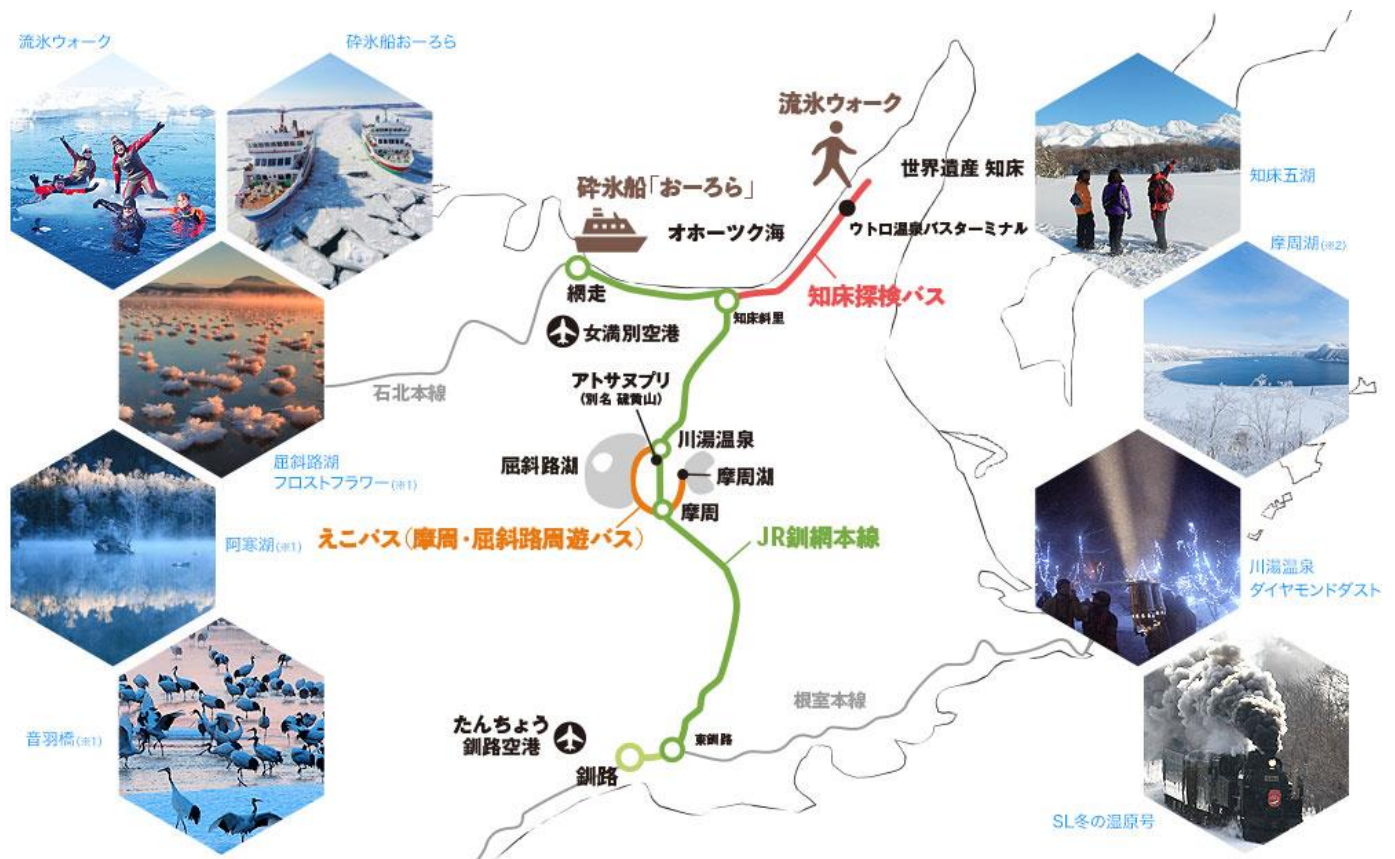 流氷ウォーク
砕氷船おーろら
流氷ウォーク
世界遺産 知床
砕氷船「おーろら」
オホーツク海
ウトロ温泉バスターミナル
知床五湖
摩周湖(※2)
網走
知床探検バス
知床斜里
女満別空港
石北本線
アトサヌプリ
(別名 硫黄山)
川湯温泉
屈斜路湖
摩周湖
摩周
屈斜路湖
フロストフラワー(※1)
阿寒湖(※1)
えこバス(摩周・屈斜路周遊バス)
JR釧網本線
川湯温泉
ダイヤモンドダスト
根室本線
音羽橋(※1)
たんちょう
釧路空港
東釧路
釧路
SL冬の湿原号